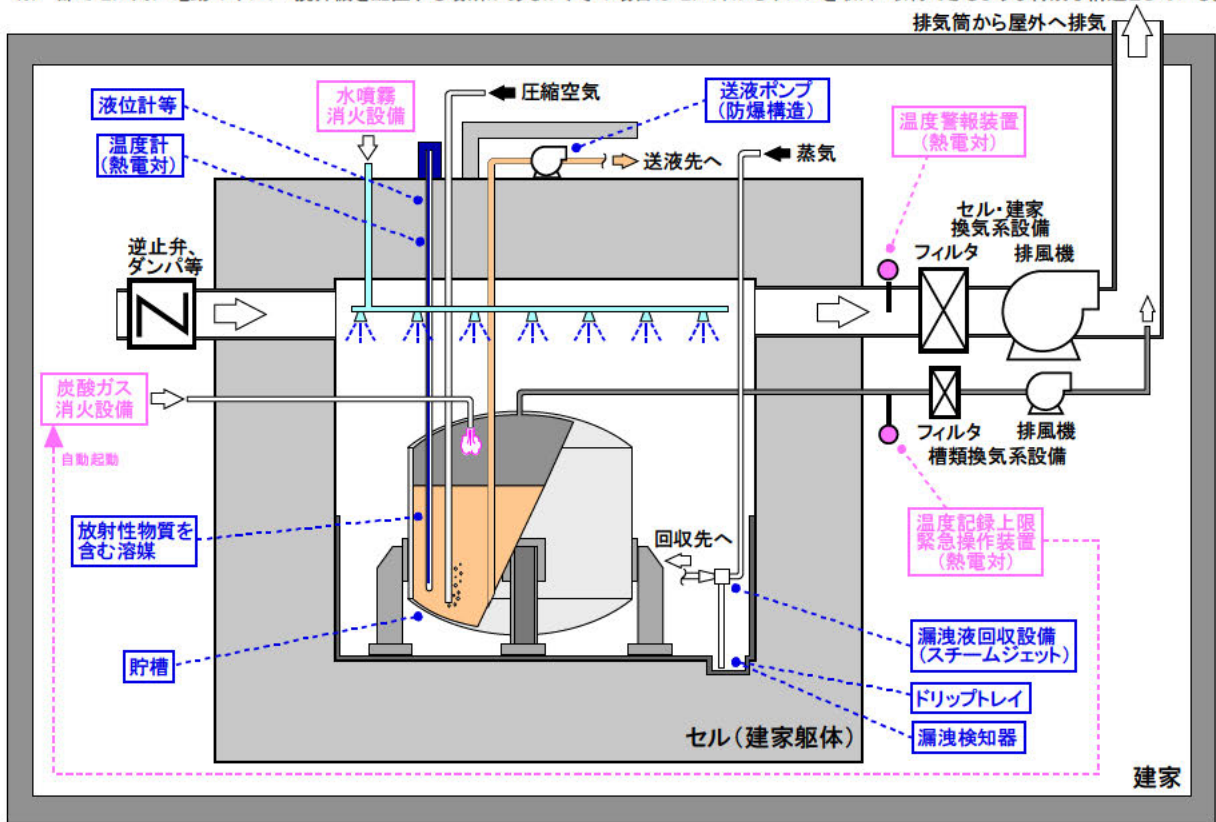 排気筒から屋外へ排気
液位計等
水噴霧
消火設備
圧縮空気
送液ポンプ
(防爆構造)
温度警報装置
(熱電対)
温度計
(熱電対)
送液先へ
蒸気
セル・建家
換気系設備
フィルタ
排風機
逆止弁、
ダンパ等
炭酸ガス
消火設備
自動起動
フィルタ
排風機
槽類換気系設備
放射性物質を
含む溶媒
回収先へ
温度記録上限
緊急操作装置
(熱電対)
漏洩液回収設備
(スチームジェット)
貯槽
ドリップトレイ
漏洩検知器
セル(建家躯体)
建家